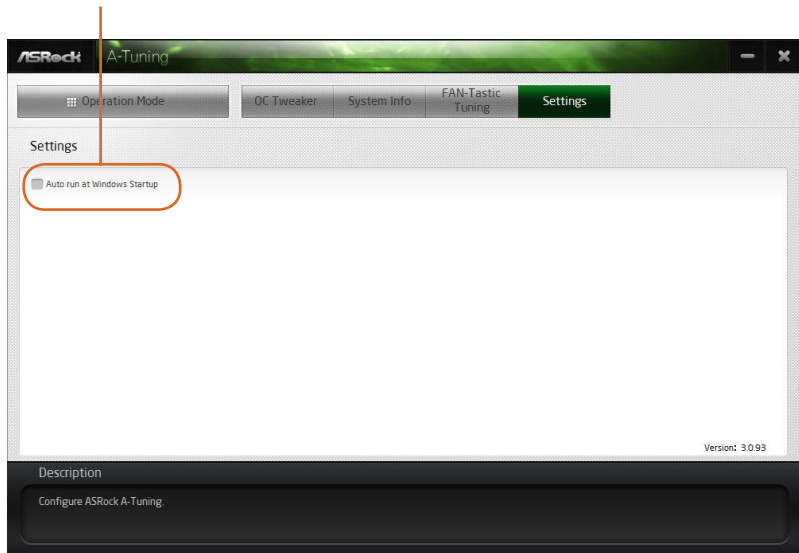 ASRock A-Tuning
Operation Mode
OC Tweaker
System Info
FAN-Tastic
Tuning
Settings
Settings
Auto run at Windows Startup
Version: 3.0.93
Description
Configure ASRock A-Tuning.